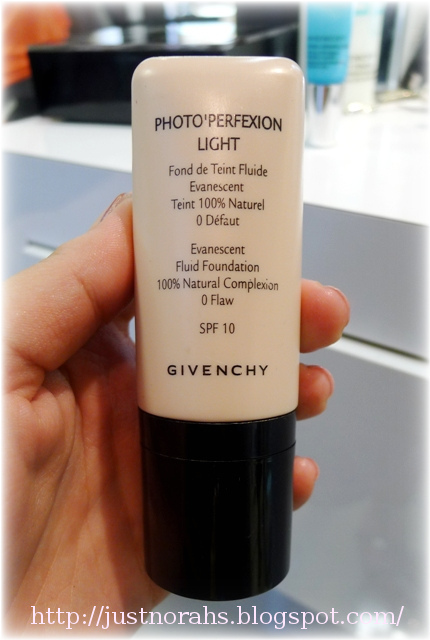 PHOTO'PERFEXION
LIGHT
Fond de Teint Fluide
Evanescent
Teint 100% Naturel
0 Défaut
Evanescent
Fluid Foundation
100% Natural Complexion
0 Flaw
SPF 10
GIVENCHY
http://justnorahs.blogspot.com/